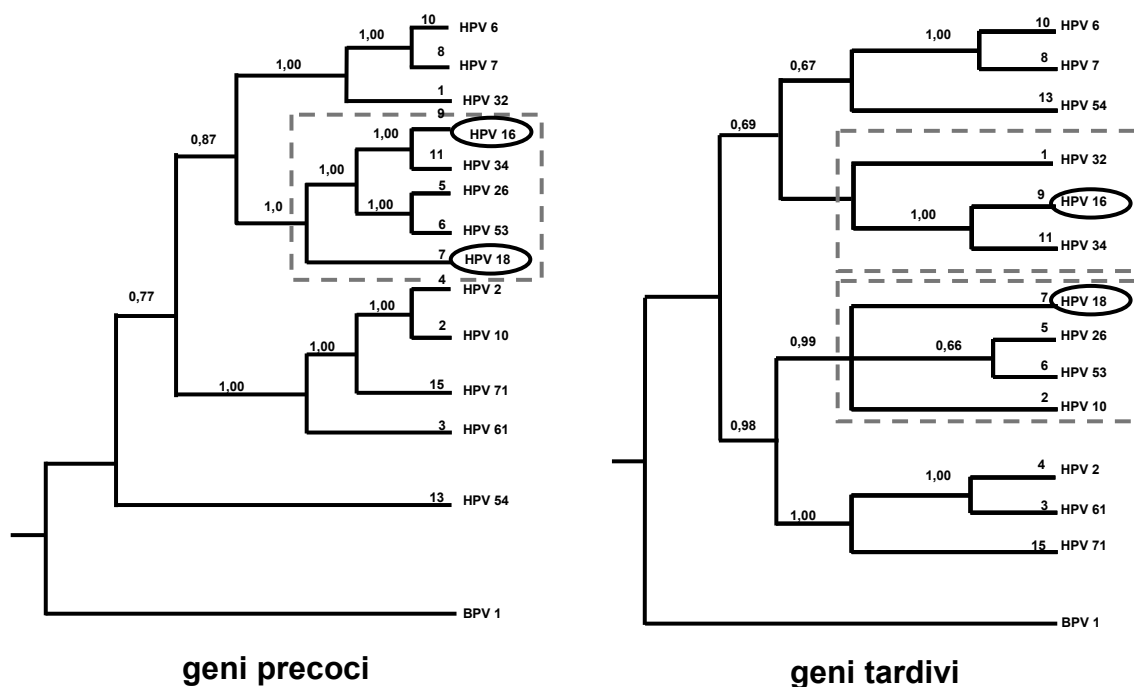 10 HPV 6
1,00
8 HPV 7
1,00
1 HPV 32
0,87
9 HPV 16
1,00
11 HPV 34
1,00
5 HPV 26
1,00
6 HPV 53
1,0
7 HPV 18
0,77
4 HPV 2
1,00
2 HPV 10
1,00
15 HPV 71
1,00
3 HPV 61
13 HPV 54
BPV 1
geni precoci
10 HPV 6
1,00
8 HPV 7
0,67
13 HPV 54
0,69
1 HPV 32
9 HPV 16
1,00
11 HPV 34
7 HPV 18
5 HPV 26
0,99
0,66
6 HPV 53
2 HPV 10
0,98
4 HPV 2
1,00
3 HPV 61
1,00
15 HPV 71
BPV 1
geni tardivi